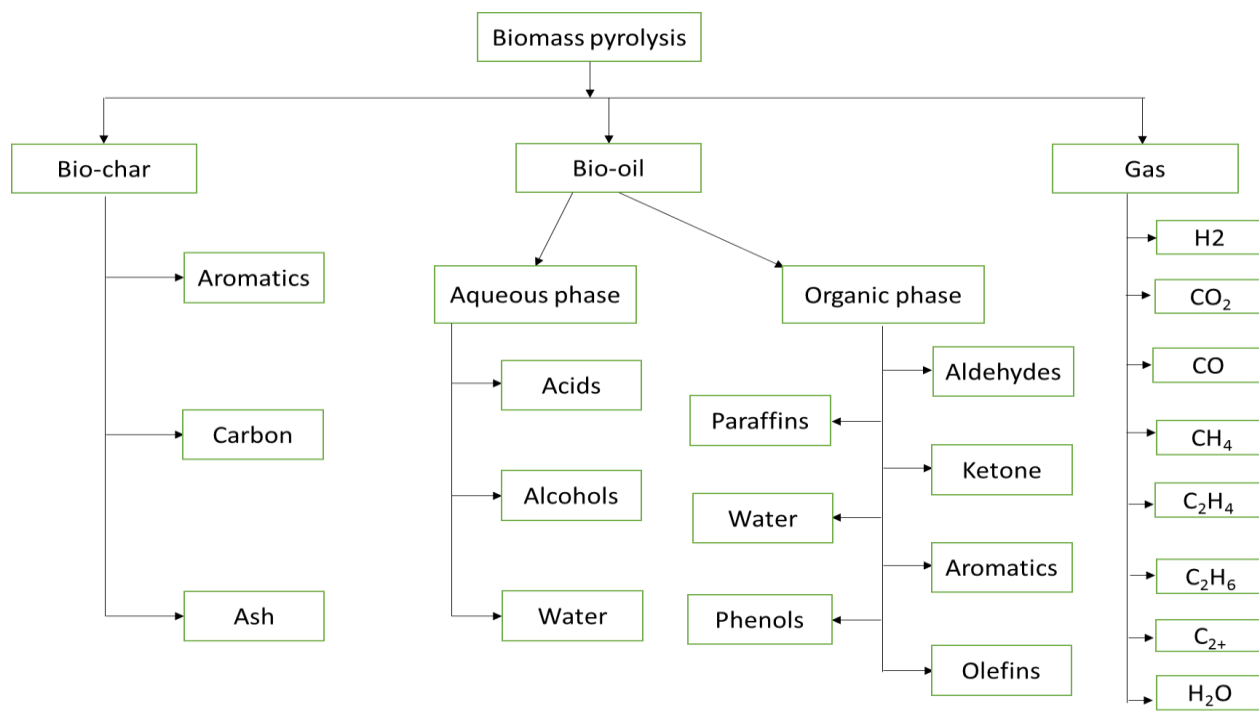 Biomass pyrolysis
Bio-char
Bio-oil
Gas
Aromatics
Carbon
Ash
Aqueous phase
Acids
Alcohols
Water
Organic phase
Aldehydes
Paraffins
Ketone
Water
Aromatics
Phenols
Olefins
H2
CO₂
CO
CH₄
C₂H₄
C₂H₆
C₂₊
H₂O